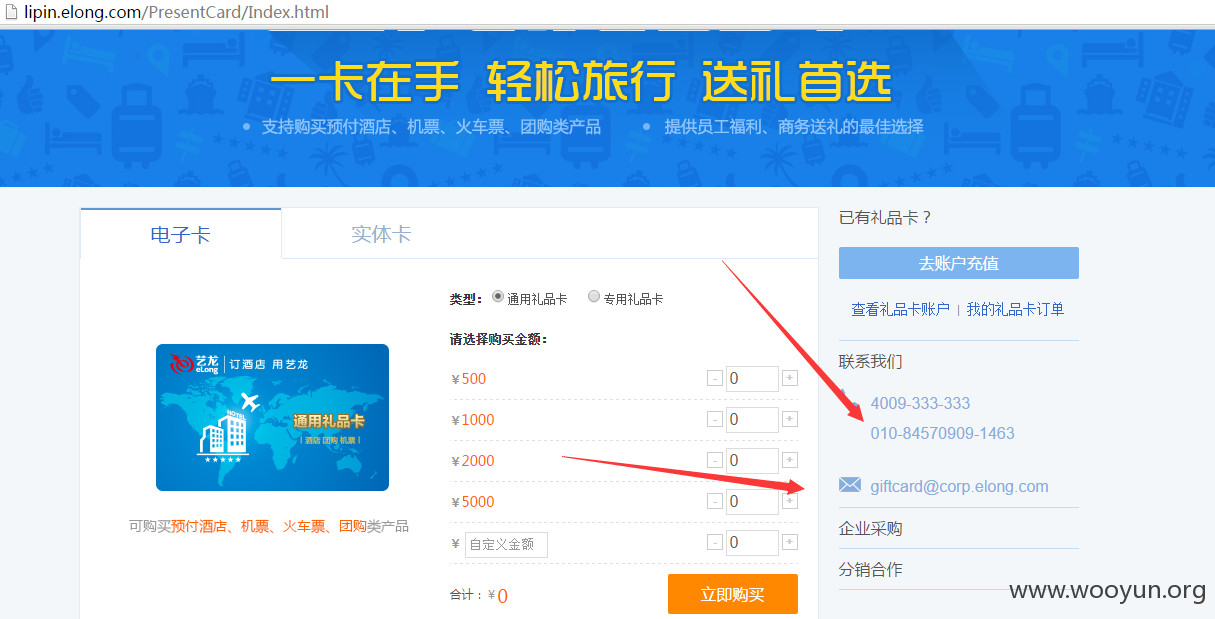 lipin.elong.com/PresentCard/Index.html
一卡在手 轻松旅行 送礼首选
• 支持购买预付酒店、机票、火车票、团购类产品 • 提供员工福利、商务送礼的最佳选择
电子卡 实体卡
类型： 通用礼品卡 专用礼品卡
请选择购买金额：
¥500 - 0 +
¥1000 - 0 +
¥2000 - 0 +
¥5000 - 0 +
¥ 自定义金额 - 0 +
合计：¥0 立即购买
艺龙 eLong 订酒店 用艺龙
HOTEL
通用礼品卡
| 酒店 团购 机票 |
可购买预付酒店、机票、火车票、团购类产品
已有礼品卡？
去账户充值
查看礼品卡账户 | 我的礼品卡订单
联系我们
4009-333-333
010-84570909-1463
giftcard@corp.elong.com
企业采购
分销合作
www.wooyun.org